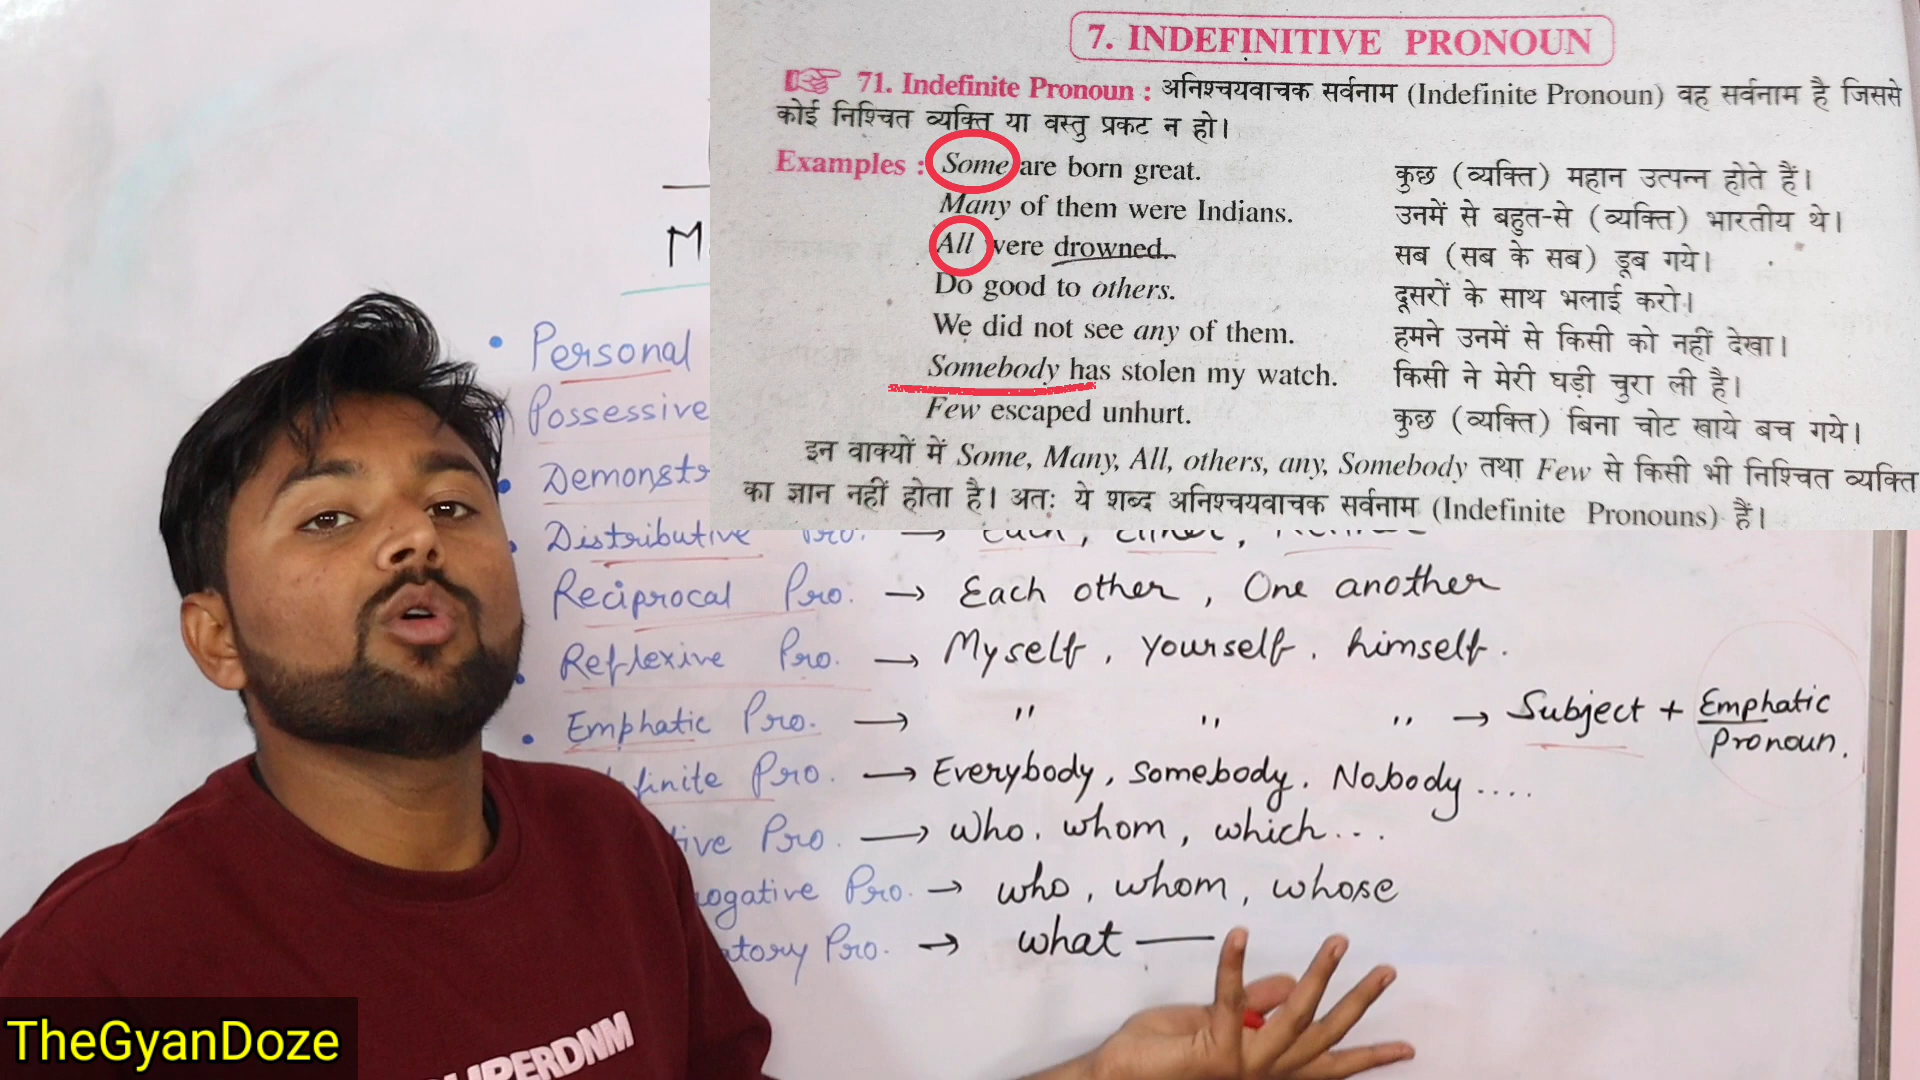 7. INDEFINITIVE PRONOUN
71. Indefinite Pronoun : अनिश्चयवाचक सर्वनाम (Indefinite Pronoun) वह सर्वनाम है जिससे
कोई निश्चित व्यक्ति या वस्तु प्रकट न हो।
Examples : Some are born great. कुछ (व्यक्ति) महान उत्पन्न होते हैं।
Many of them were Indians. उनमें से बहुत-से (व्यक्ति) भारतीय थे।
All were drowned. सब (सब के सब) डूब गये।
Do good to others. दूसरों के साथ भलाई करो।
We did not see any of them. हमने उनमें से किसी को नहीं देखा।
Somebody has stolen my watch. किसी ने मेरी घड़ी चुरा ली है।
Few escaped unhurt. कुछ (व्यक्ति) बिना चोट खाये बच गये।
इन वाक्यों में Some, Many, All, others, any, Somebody तथा Few से किसी भी निश्चित व्यक्ति
का ज्ञान नहीं होता है। अतः ये शब्द अनिश्चयवाचक सर्वनाम (Indefinite Pronouns) हैं।
M
Personal
Possessive
Demonstr
Distributive Pro. →
Reciprocal Pro. → Each other, One another
Reflexive Pro. → Myself, yourself, himself.
Emphatic Pro. → " " " → Subject + Emphatic Pronoun.
finite Pro. → Everybody, Somebody, Nobody ....
tive Pro. → Who, whom, which...
ogative Pro. → who, whom, whose
atory Pro. → what —
TheGyanDoze
SUPERDNM